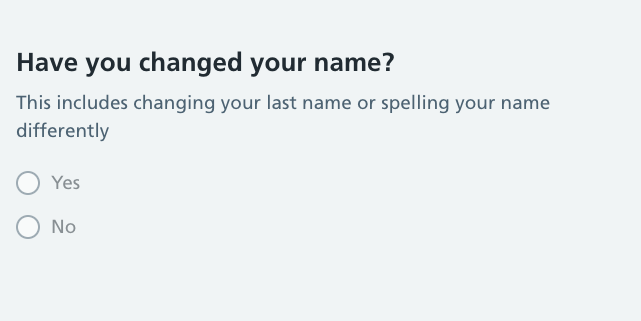 Have you changed your name?
This includes changing your last name or spelling your name
differently
Yes
No